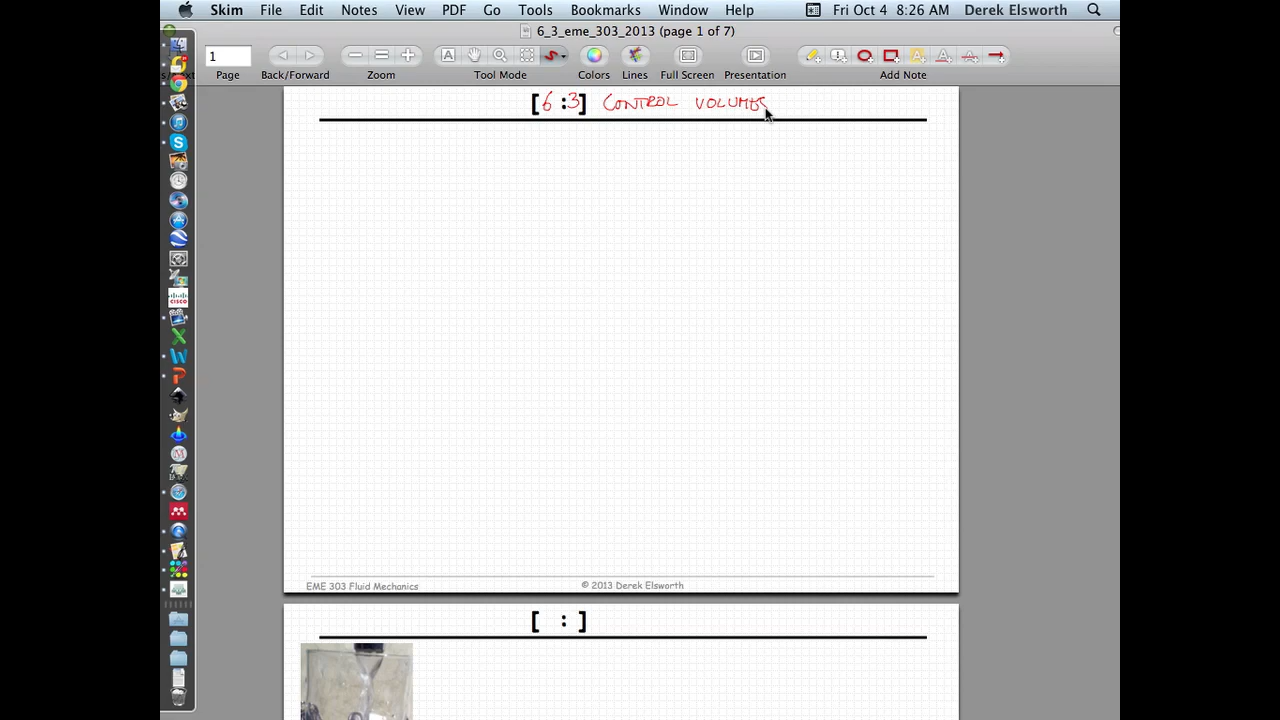 Skim File Edit Notes View PDF Go Tools Bookmarks Window Help Fri Oct 4 8:26 AM Derek Elsworth
6_3_eme_303_2013 (page 1 of 7)
1
Page Back/Forward Zoom Tool Mode Colors Lines Full Screen Presentation Add Note
[6 :3] CONTROL VOLUMES
EME 303 Fluid Mechanics © 2013 Derek Elsworth
[ : ]
CISCO